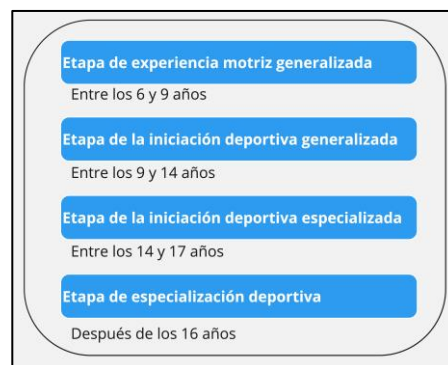 Etapa de experiencia motriz generalizada
Entre los 6 y 9 años
Etapa de la iniciación deportiva generalizada
Entre los 9 y 14 años
Etapa de la iniciación deportiva especializada
Entre los 14 y 17 años
Etapa de especialización deportiva
Después de los 16 años